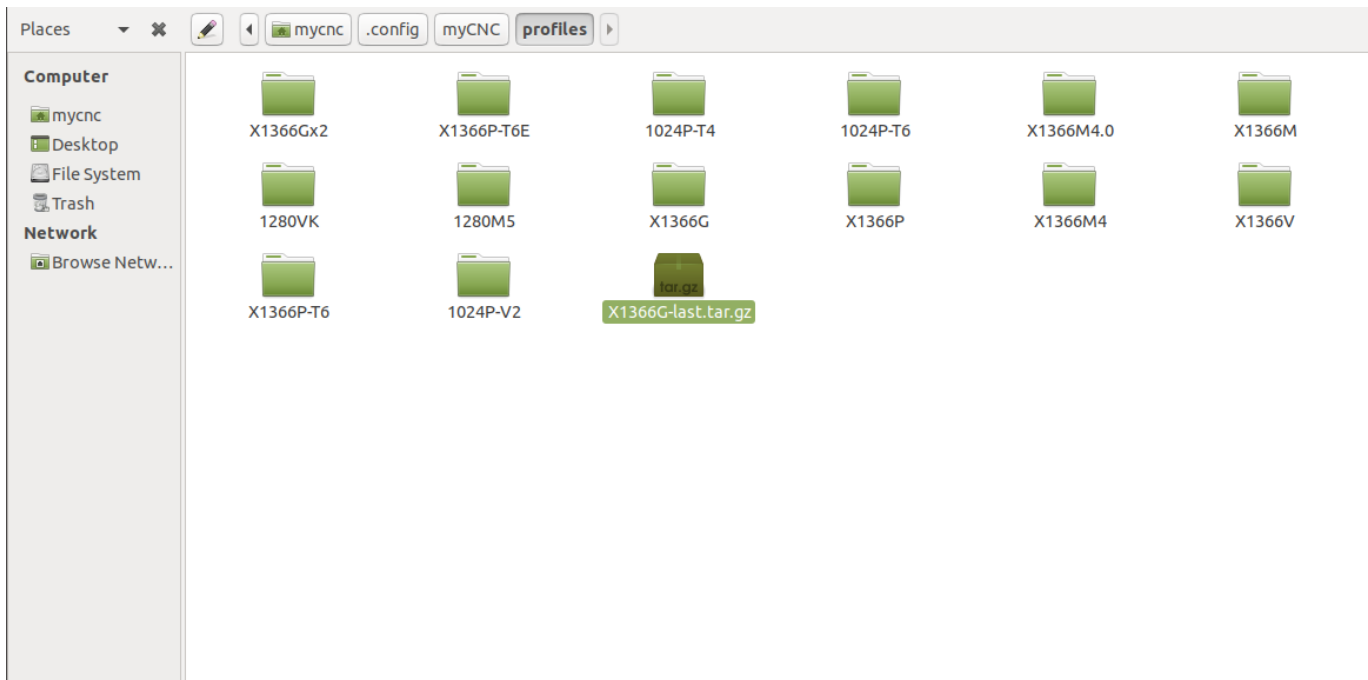 Places
mycnc .config myCNC profiles
Computer
mycnc
Desktop
File System
Trash
Network
Browse Netw...
X1366Gx2 X1366P-T6E 1024P-T4 1024P-T6 X1366M4.0 X1366M
1280VK 1280M5 X1366G X1366P X1366M4 X1366V
tar.gz
X1366P-T6 1024P-V2 X1366G-last.tar.gz